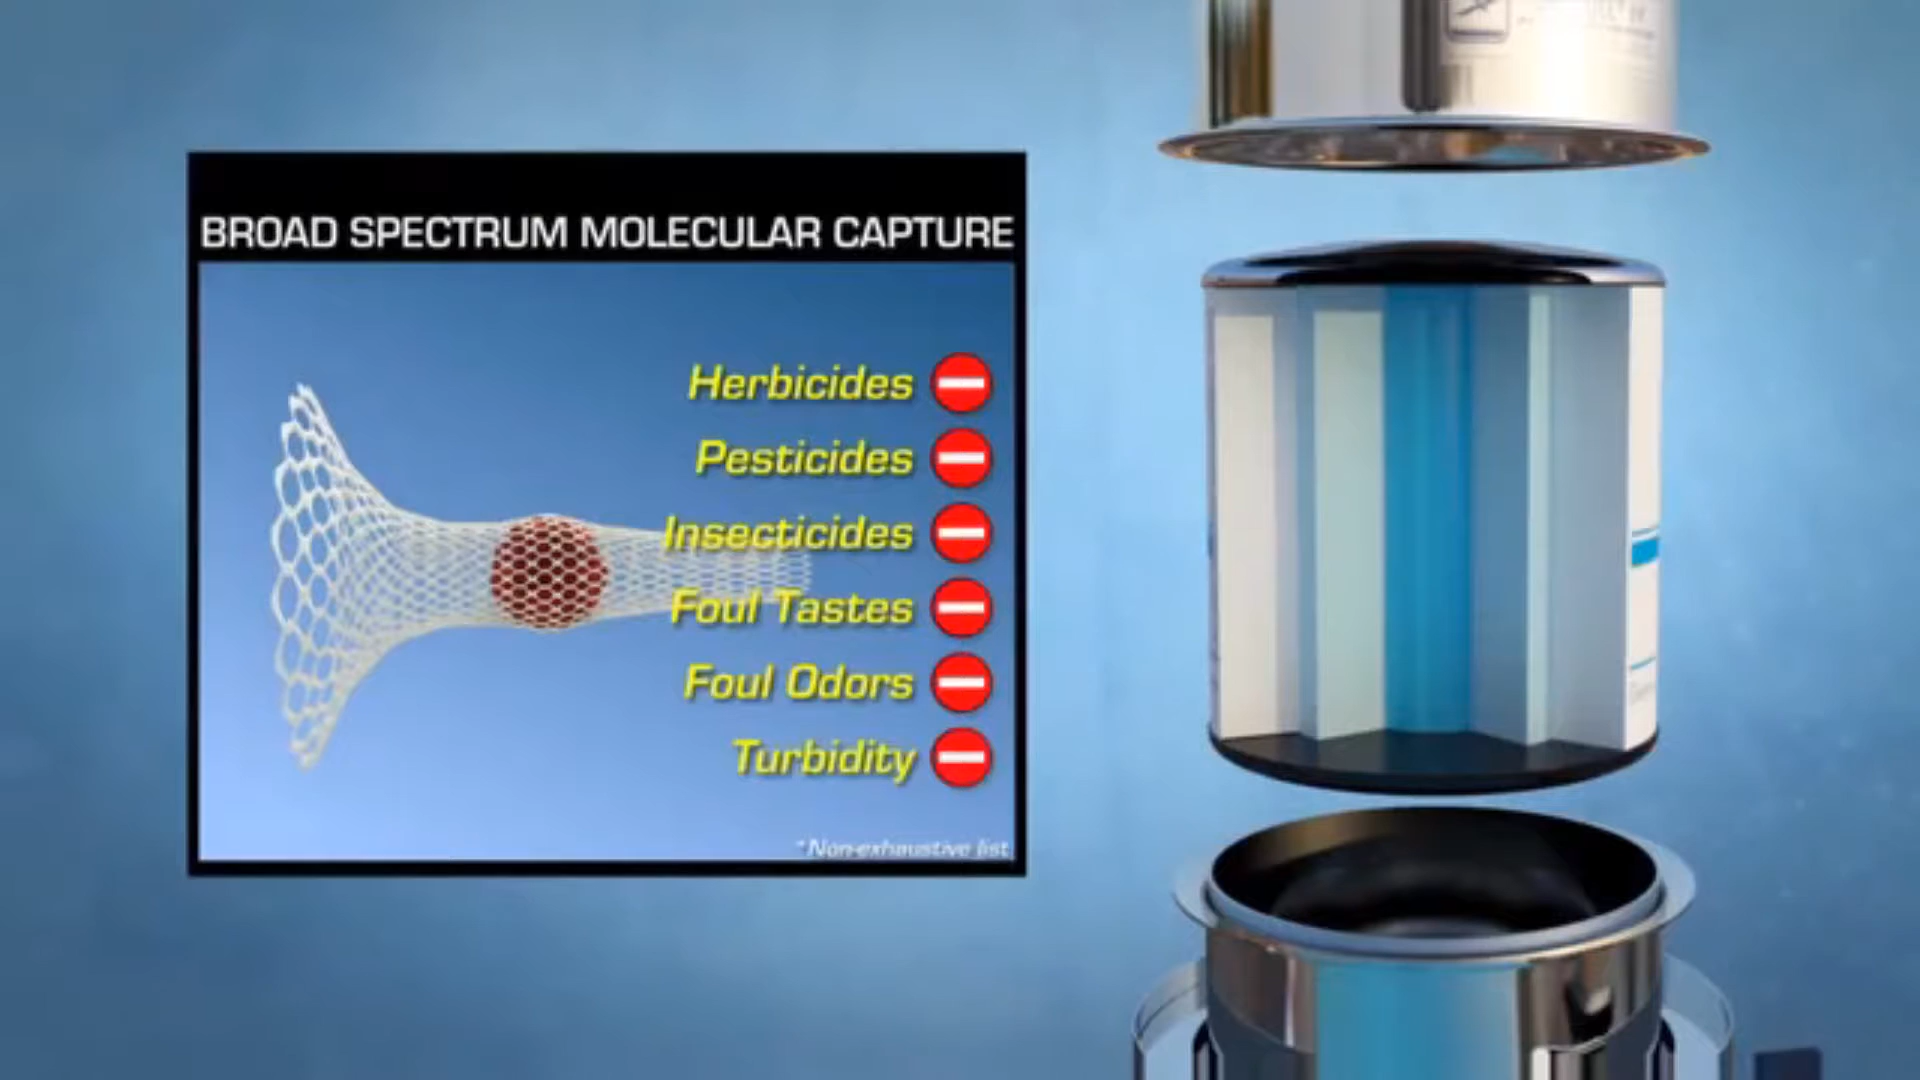 BROAD SPECTRUM MOLECULAR CAPTURE
Herbicides
Pesticides
Insecticides
Foul Tastes
Foul Odors
Turbidity
*Non-exhaustive list